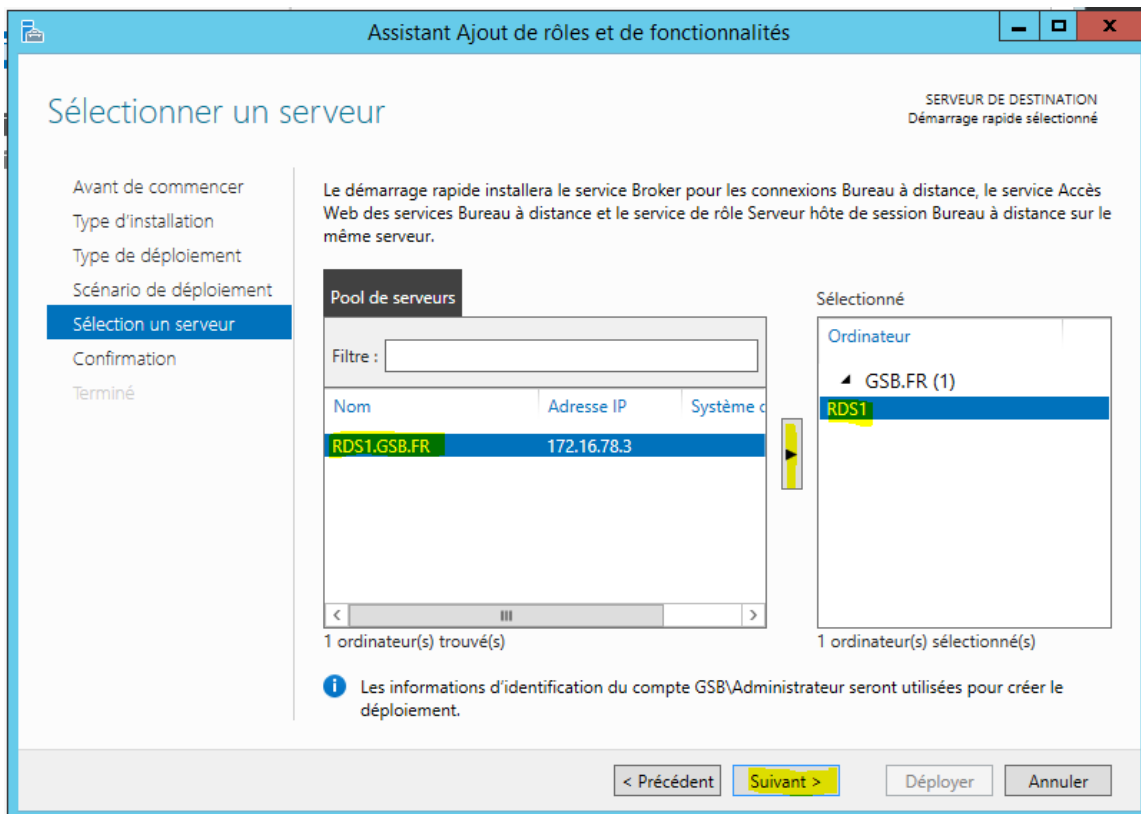 Assistant Ajout de rôles et de fonctionnalités
Sélectionner un serveur
SERVEUR DE DESTINATION
Démarrage rapide sélectionné
Avant de commencer
Type d'installation
Type de déploiement
Scénario de déploiement
Sélection un serveur
Confirmation
Terminé
Le démarrage rapide installera le service Broker pour les connexions Bureau à distance, le service Accès
Web des services Bureau à distance et le service de rôle Serveur hôte de session Bureau à distance sur le
même serveur.
Pool de serveurs
Filtre :
Nom Adresse IP Système
RDS1.GSB.FR 172.16.78.3
1 ordinateur(s) trouvé(s)
Sélectionné
Ordinateur
GSB.FR (1)
RDS1
1 ordinateur(s) sélectionné(s)
Les informations d'identification du compte GSB\Administrateur seront utilisées pour créer le
déploiement.
< Précédent Suivant > Déployer Annuler